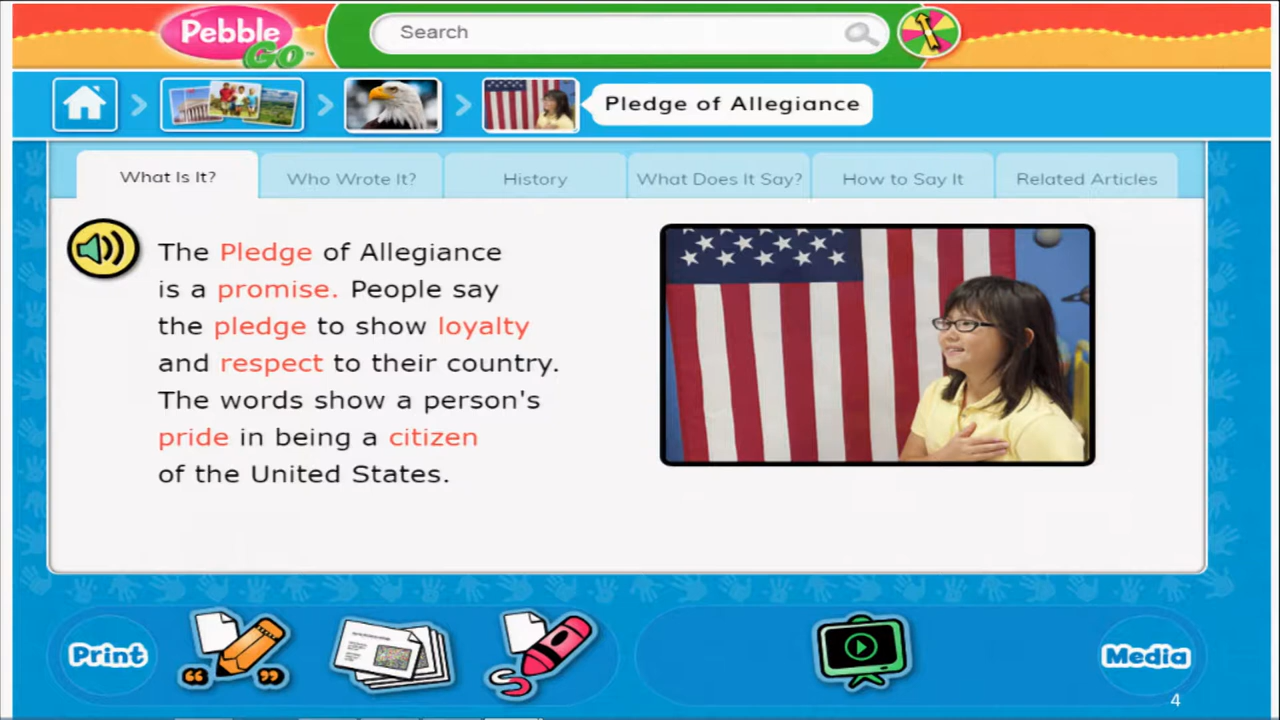 Pebble
GO™
Search
Pledge of Allegiance
What Is It?
Who Wrote It?
History
What Does It Say?
How to Say It
Related Articles
The Pledge of Allegiance
is a promise. People say
the pledge to show loyalty
and respect to their country.
The words show a person's
pride in being a citizen
of the United States.
Print
Media
4